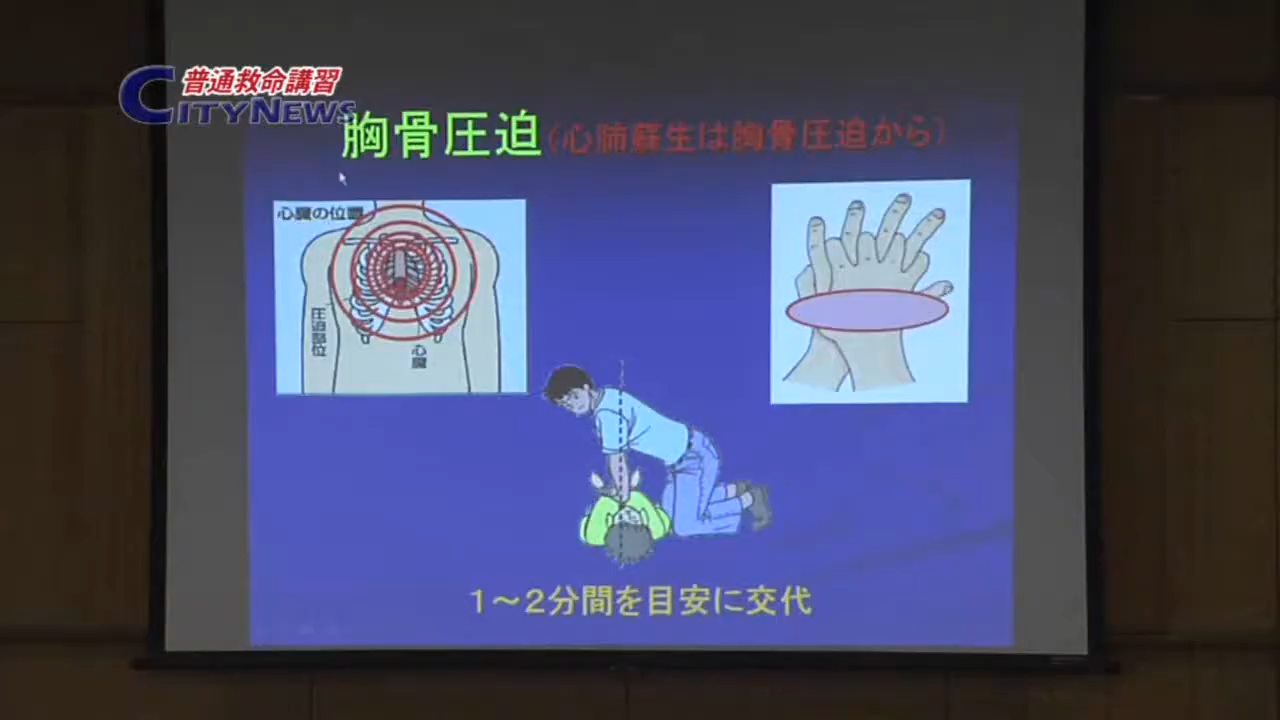 普通救命講習
CITYNEWS
胸骨圧迫(心肺蘇生は胸骨圧迫から)
心臓の位置
圧迫部位
心臓
1～2分間を目安に交代